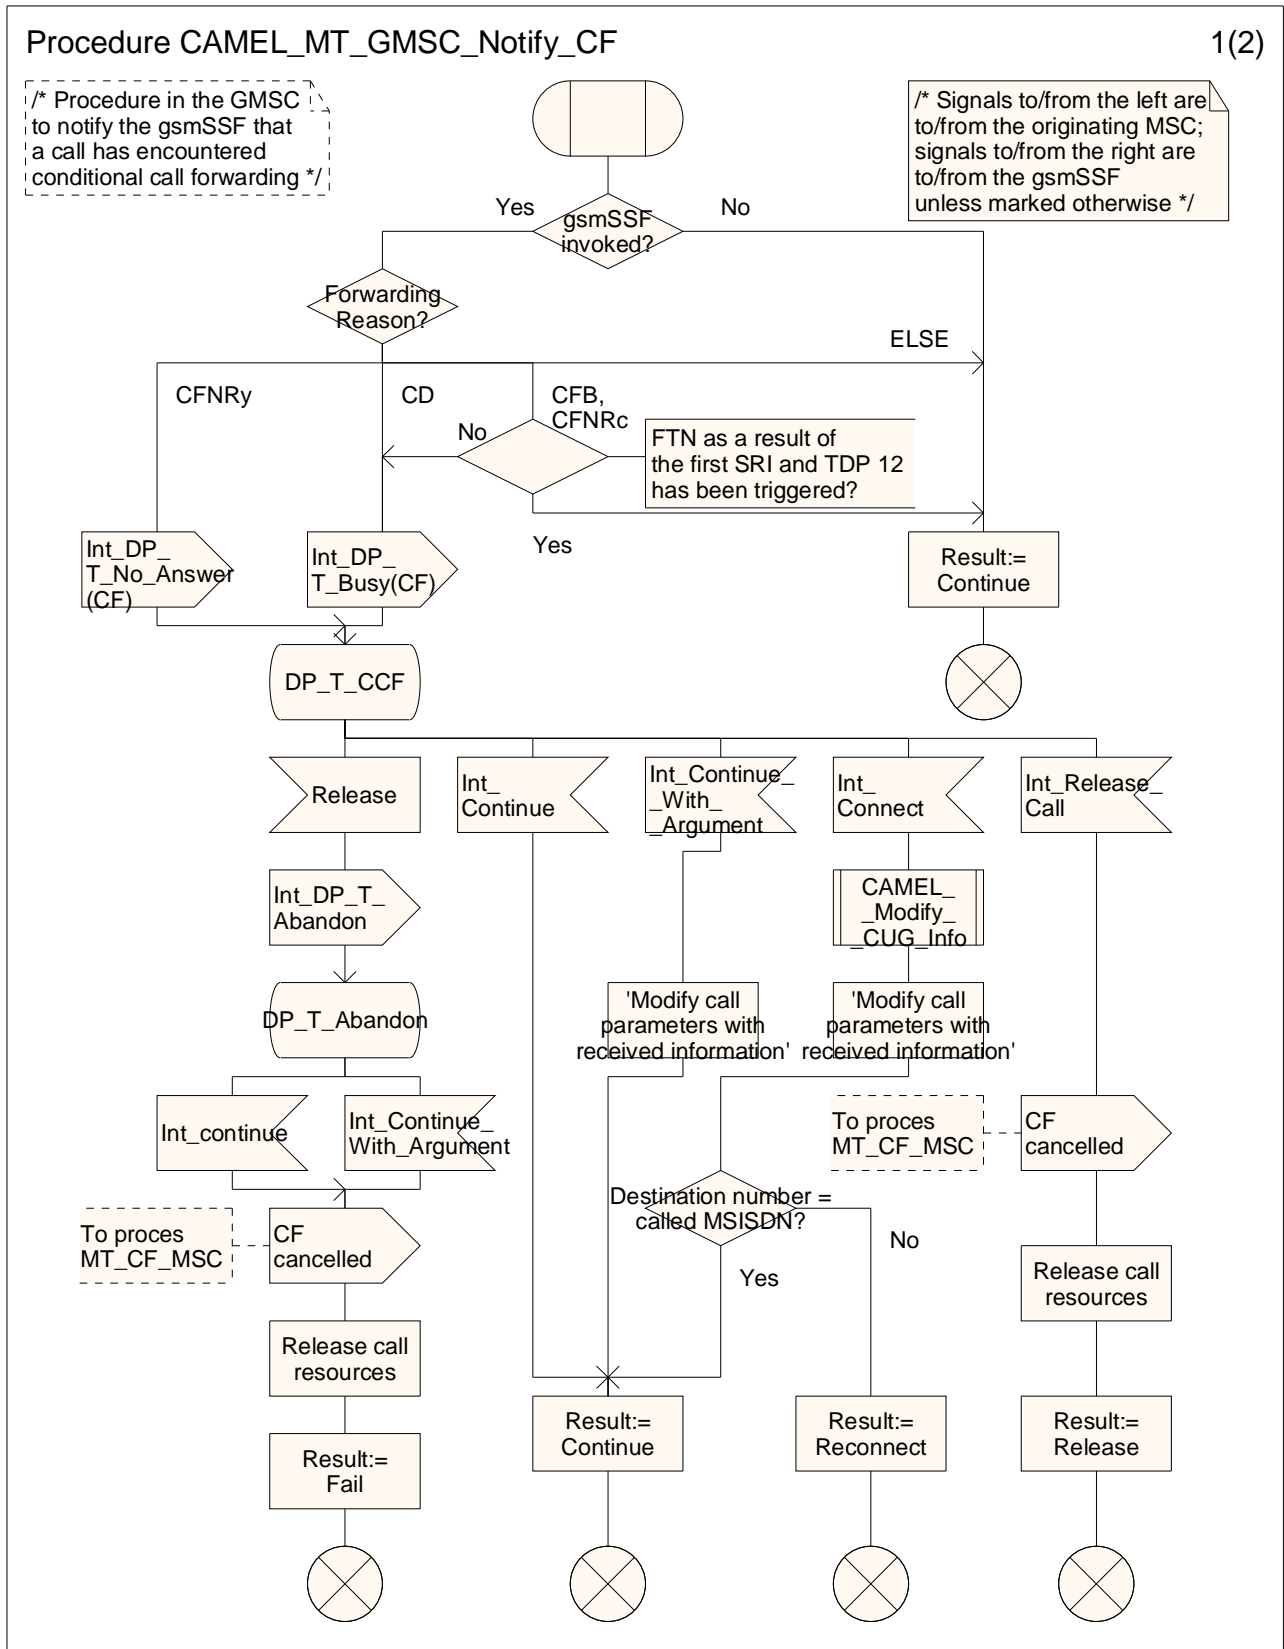 Procedure CAMEL_MT_GMSC_Notify_CF
1(2)
/* Procedure in the GMSC
to notify the gsmSSF that
a call has encountered
conditional call forwarding */
/* Signals to/from the left are
to/from the originating MSC;
signals to/from the right are
to/from the gsmSSF
unless marked otherwise */
Yes
gsmSSF
invoked?
No
Forwarding
Reason?
ELSE
CFNRy
CD
CFB,
CFNRc
No
FTN as a result of
the first SRI and TDP 12
has been triggered?
Yes
Int_DP_
T_No_Answer
(CF)
Int_DP_
T_Busy(CF)
Result:=
Continue
DP_T_CCF
Release
Int_
Continue
Int_Continue_
_With_
_Argument
Int_
Connect
Int_Release_
Call
Int_DP_T_
Abandon
CAMEL_
_Modify_
_CUG_Info
DP_T_Abandon
'Modify call
parameters with
received information'
'Modify call
parameters with
received information'
Int_continue
Int_Continue_
With_Argument
To proces
MT_CF_MSC
CF
cancelled
To proces
MT_CF_MSC
CF
cancelled
Destination number =
called MSISDN?
No
Yes
Release call
resources
Release call
resources
Result:=
Fail
Result:=
Continue
Result:=
Reconnect
Result:=
Release